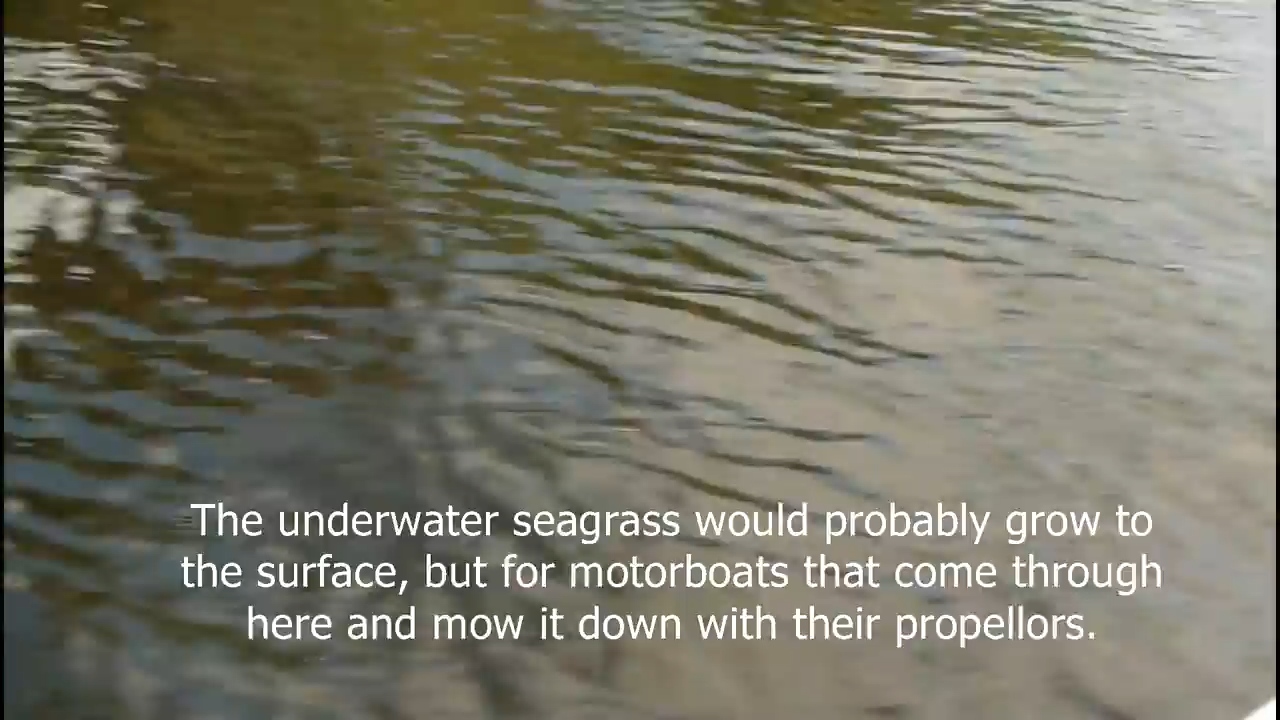 The underwater seagrass would probably grow to
the surface, but for motorboats that come through
here and mow it down with their propellors.